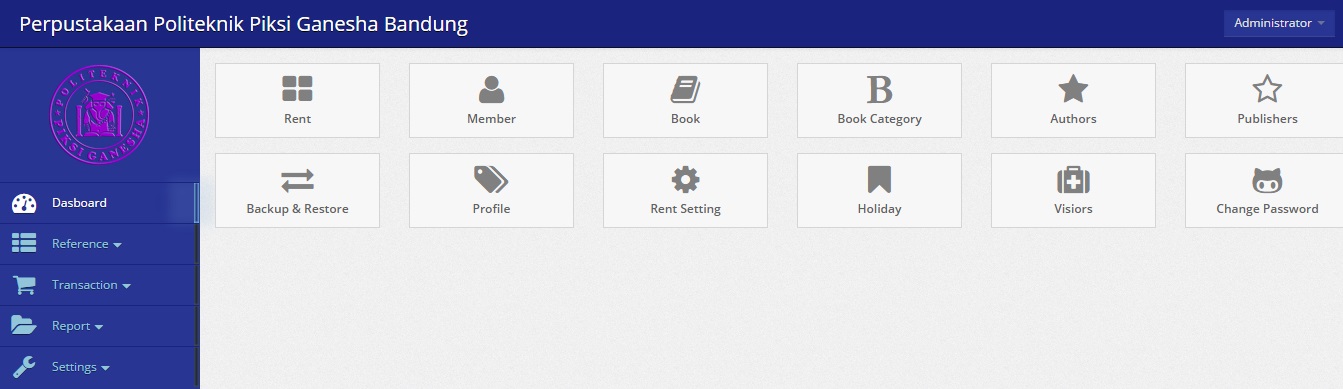 Perpustakaan Politeknik Piksi Ganesha Bandung
Administrator
POLITEKNIK
PIKSI GANESHA
Rent
Member
Book
B
Book Category
Authors
Publishers
Backup & Restore
Profile
Rent Setting
Holiday
Visiors
Change Password
Dasboard
Reference
Transaction
Report
Settings